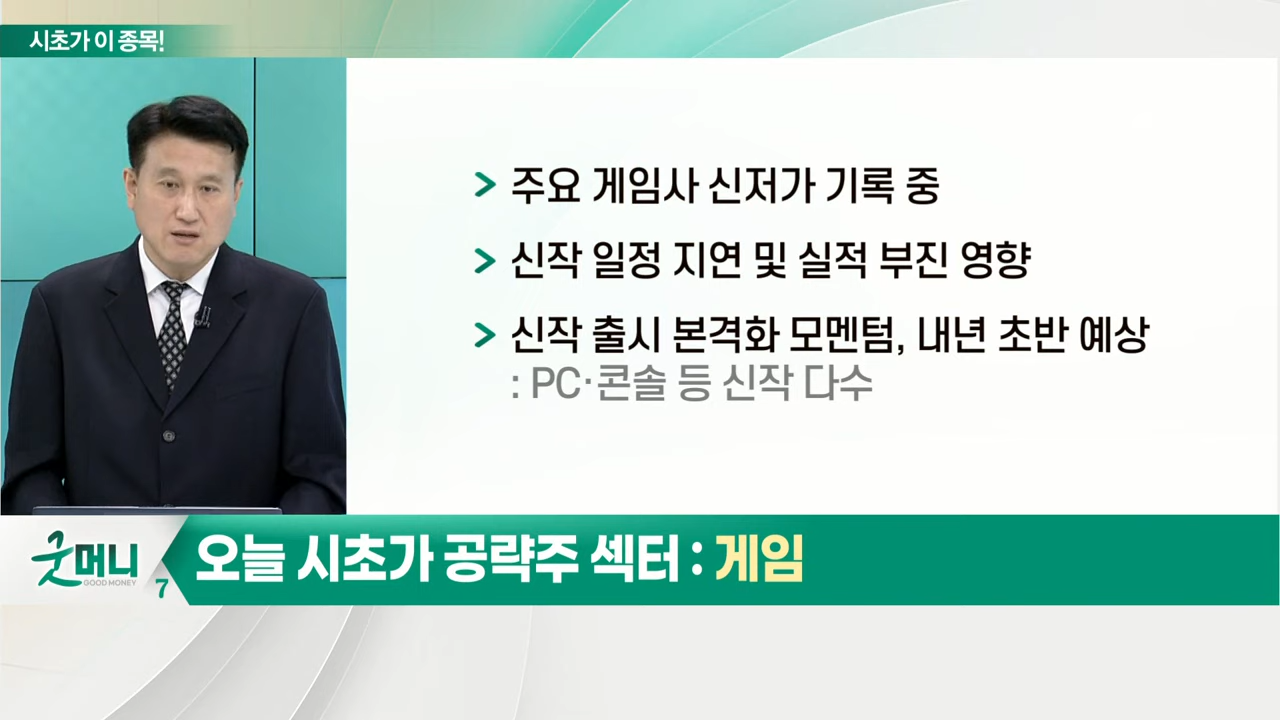 시초가 이 종목!
> 주요 게임사 신저가 기록 중
> 신작 일정 지연 및 실적 부진 영향
> 신작 출시 본격화 모멘텀, 내년 초반 예상
: PC·콘솔 등 신작 다수
굿머니
GOOD MONEY
7
오늘 시초가 공략주 섹터 : 게임